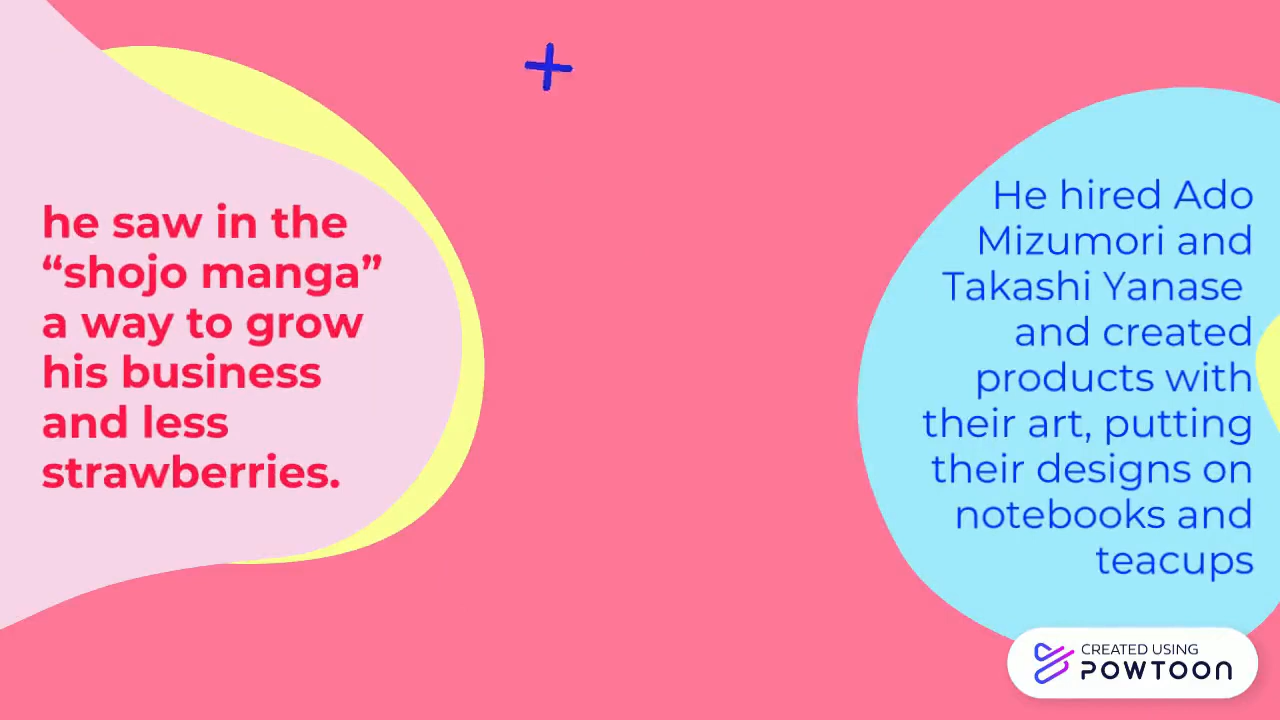 he saw in the
“shojo manga”
a way to grow
his business
and less
strawberries.
He hired Ado
Mizumori and
Takashi Yanase
and created
products with
their art, putting
their designs on
notebooks and
teacups
CREATED USING
POWTOON